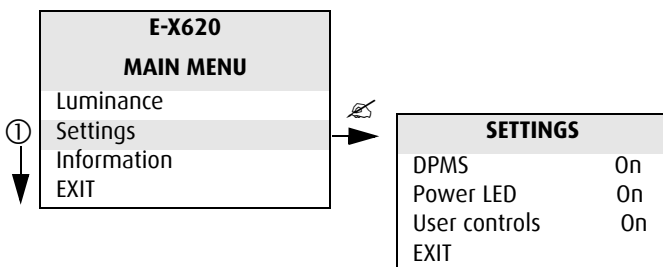 E-X620
MAIN MENU
Luminance
① Settings
Information
EXIT
SETTINGS
DPMS On
Power LED On
User controls On
EXIT